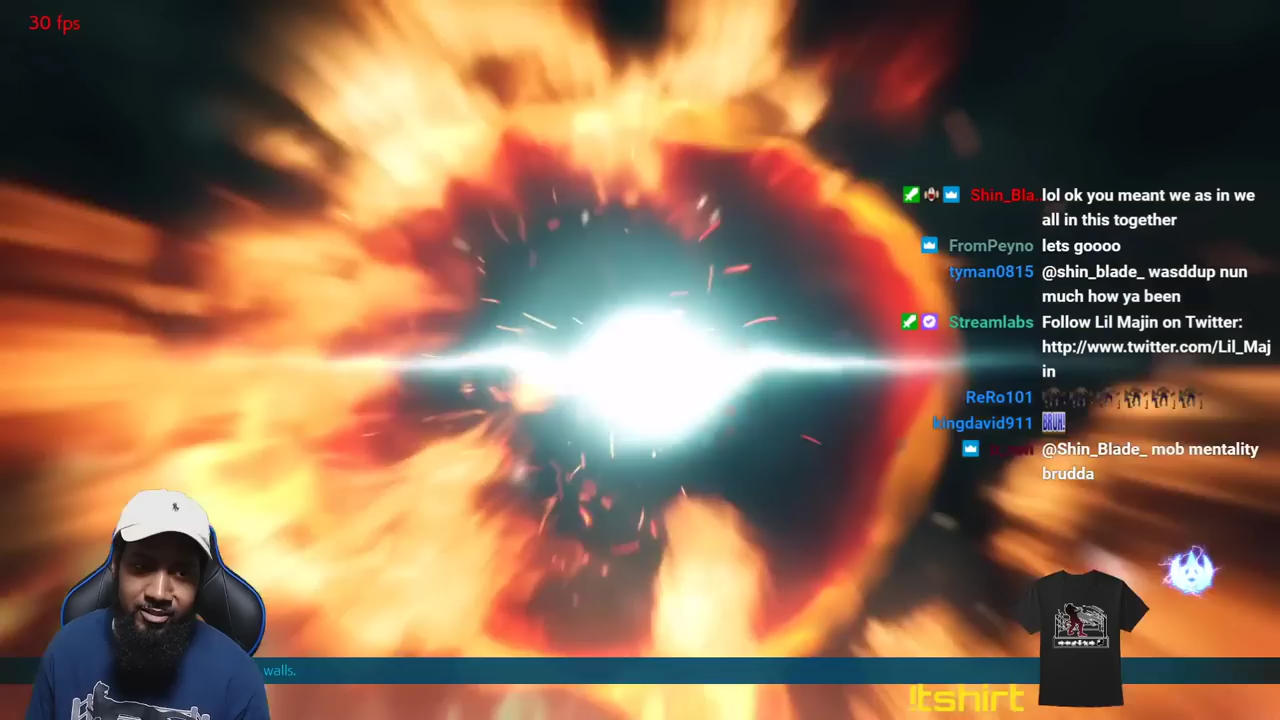 30 fps
Shin_Bla.. lol ok you meant we as in we
all in this together
FromPeyno lets goooo
tyman0815 @shin_blade_ wasddup nun
much how ya been
Streamlabs Follow Lil Majin on Twitter:
http://www.twitter.com/Lil_Maj
in
ReRo101
kingdavid911 BRUH!
@Shin_Blade_ mob mentality
brudda
walls.
!tshirt